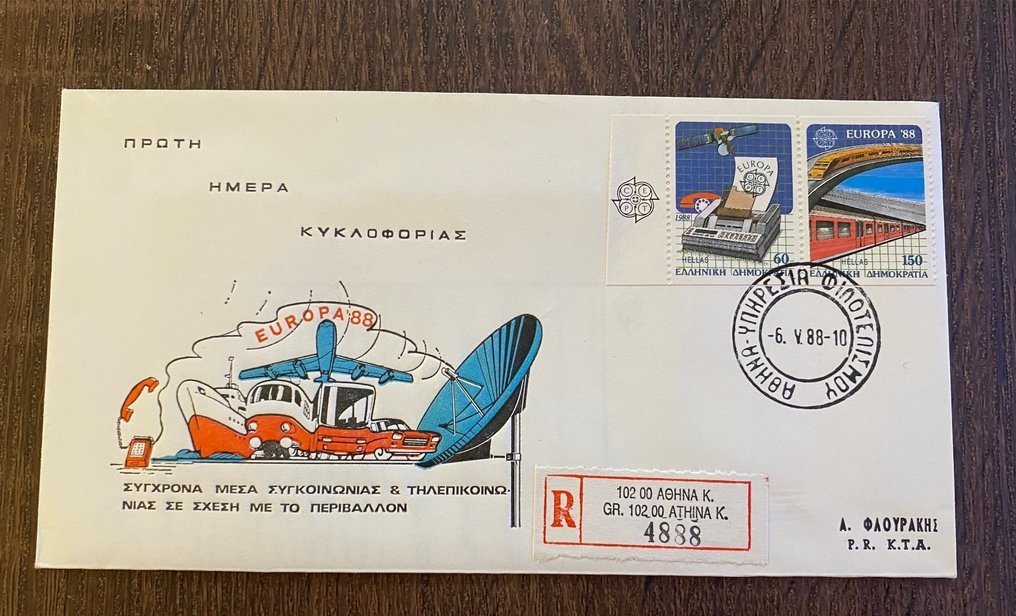 ΠΡΩΤΗ
ΗΜΕΡΑ
ΚΥΚΛΟΦΟΡΙΑΣ
CEPT
EUROPA
1988
HELLAS
60
ΕΛΛΗΝΙΚΗ ΔΗΜΟΚΡΑΤΙΑ
EUROPA '88
HELLAS
150
ΕΛΛΗΝΙΚΗ ΔΗΜΟΚΡΑΤΙΑ
ΑΘΗΝΑ-ΥΠΗΡΕΣΙΑ ΦΙΛΟΤΕΛΙΣΜΟΥ
-6. V. 88-10
EUROPA '88
ΣΥΓΧΡΟΝΑ ΜΕΣΑ ΣΥΓΚΟΙΝΩΝΙΑΣ & ΤΗΛΕΠΙΚΟΙΝΩ-
ΝΙΑΣ ΣΕ ΣΧΕΣΗ ΜΕ ΤΟ ΠΕΡΙΒΑΛΛΟΝ
R
102 00 ΑΘΗΝΑ Κ.
GR. 102 00 ATHINA K.
4888
Α. ΦΛΟΥΡΑΚΗΣ
P.R. K.T.A.